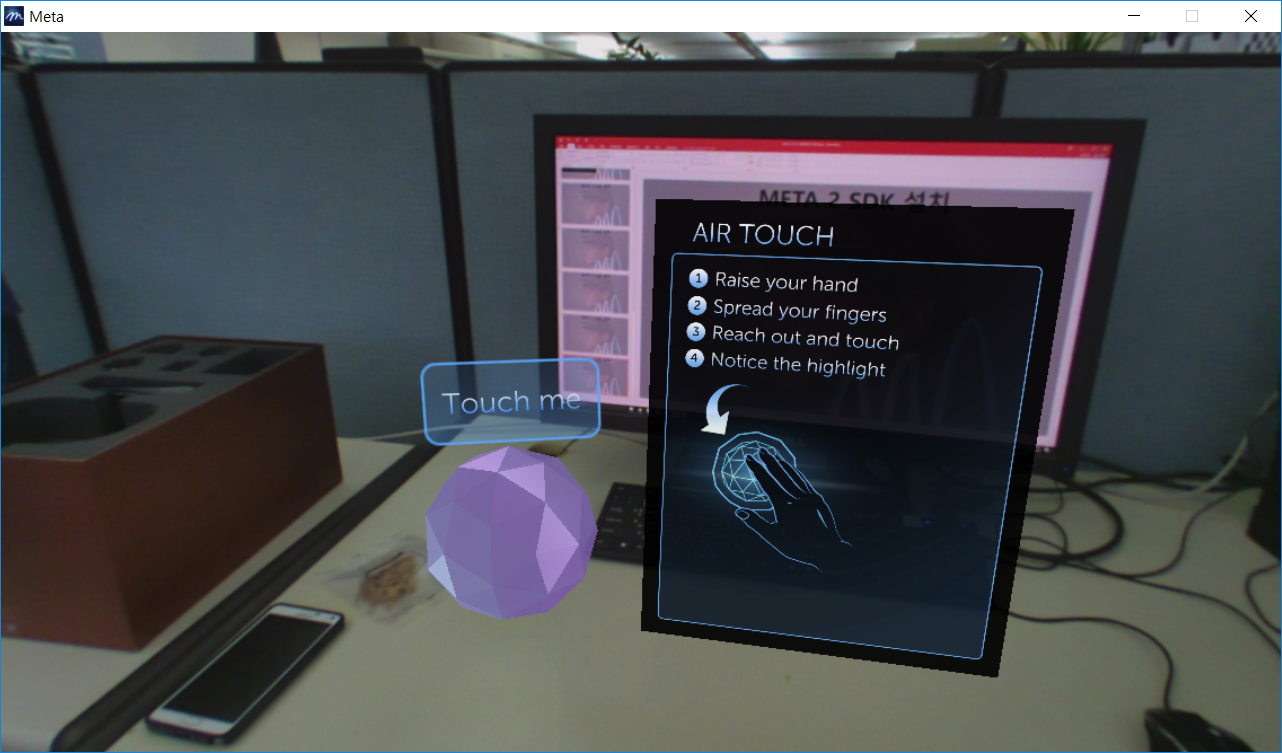 Meta
META 2 SDK 설치
AIR TOUCH
1 Raise your hand
2 Spread your fingers
3 Reach out and touch
4 Notice the highlight
Touch me